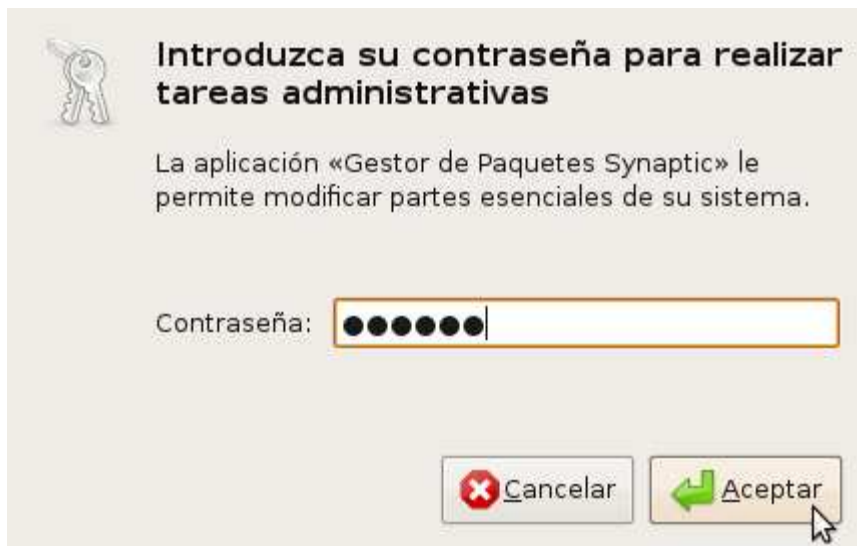 Introduzca su contraseña para realizar
tareas administrativas
La aplicación «Gestor de Paquetes Synaptic» le
permite modificar partes esenciales de su sistema.
Contraseña: ●●●●●●
Cancelar Aceptar